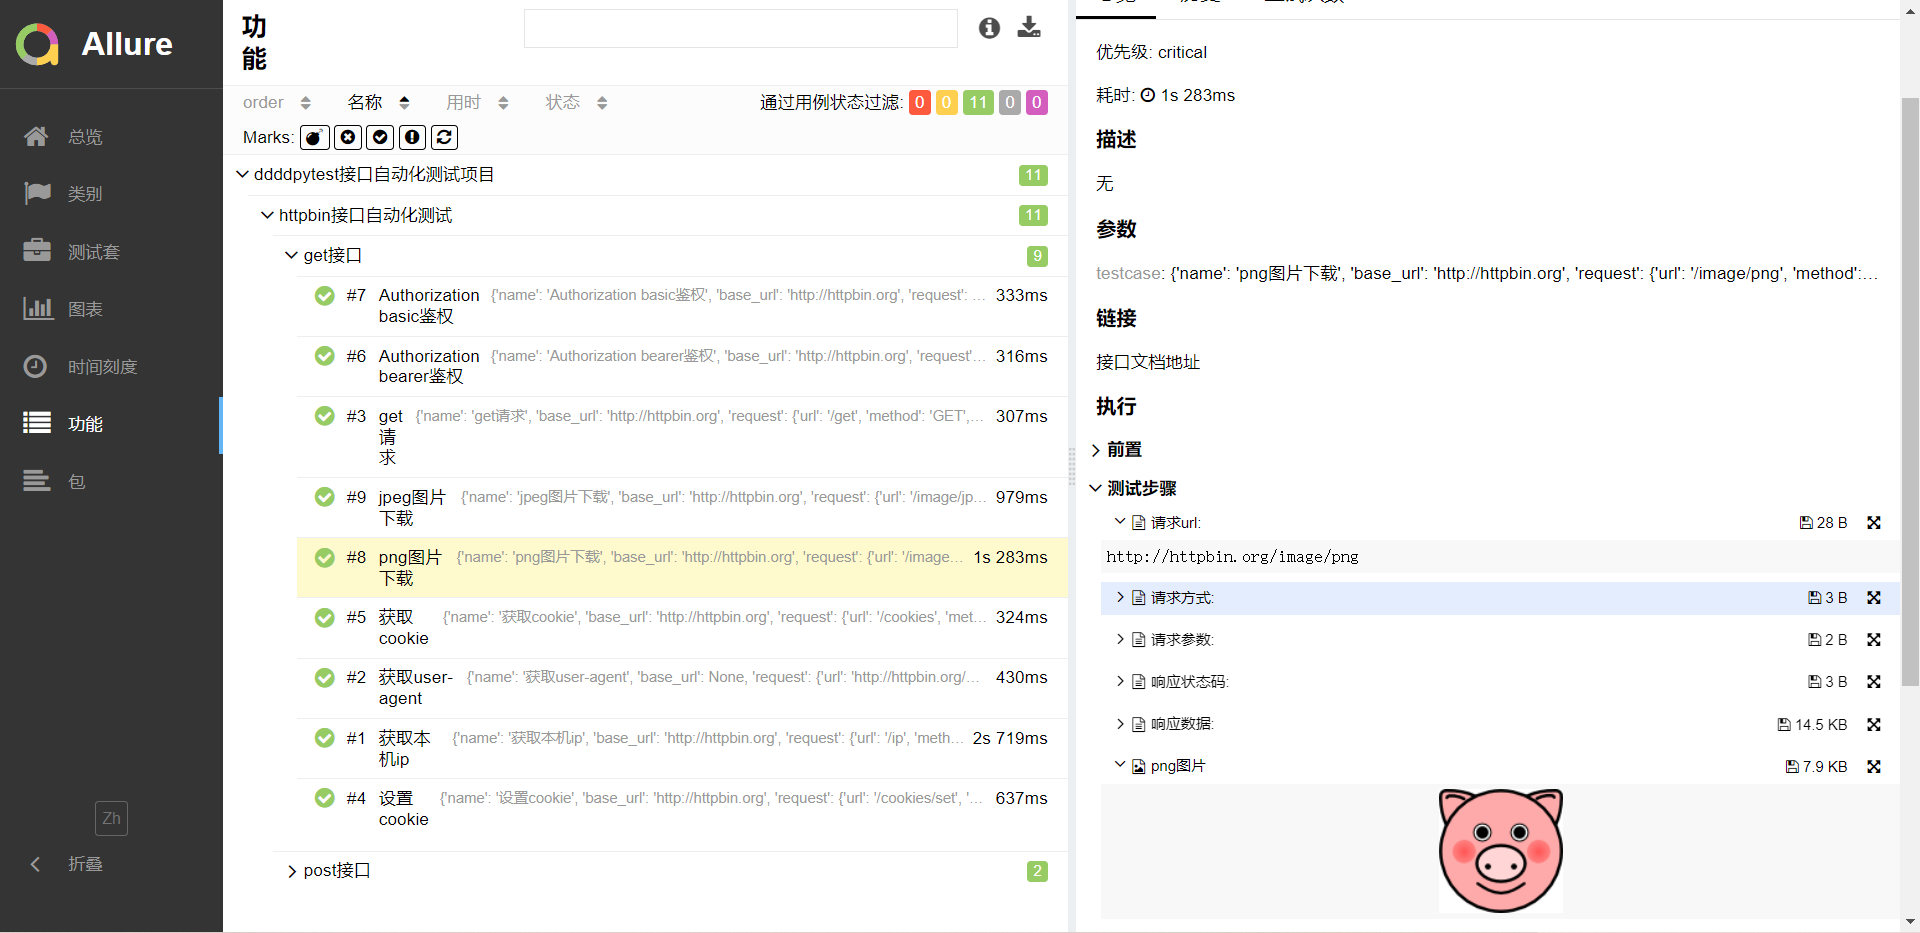 Allure
总览
类别
测试套
图表
时间刻度
功能
包
Zh
折叠
功
能
order 名称 用时 状态 通过用例状态过滤: 0 0 11 0 0
Marks:
ddddpytest接口自动化测试项目 11
httpbin接口自动化测试 11
get接口 9
#7 Authorization {'name': 'Authorization basic鉴权', 'base_url': 'http://httpbin.org', 'request': ... 333ms
basic鉴权
#6 Authorization {'name': 'Authorization bearer鉴权', 'base_url': 'http://httpbin.org', 'request'... 316ms
bearer鉴权
#3 get {'name': 'get请求', 'base_url': 'http://httpbin.org', 'request': {'url': '/get', 'method': 'GET',... 307ms
请
求
#9 jpeg图片 {'name': 'jpeg图片下载', 'base_url': 'http://httpbin.org', 'request': {'url': '/image/jp... 979ms
下载
#8 png图片 {'name': 'png图片下载', 'base_url': 'http://httpbin.org', 'request': {'url': '/image... 1s 283ms
下载
#5 获取 {'name': '获取cookie', 'base_url': 'http://httpbin.org', 'request': {'url': '/cookies', 'met... 324ms
cookie
#2 获取user- {'name': '获取user-agent', 'base_url': None, 'request': {'url': 'http://httpbin.org/... 430ms
agent
#1 获取本 {'name': '获取本机ip', 'base_url': 'http://httpbin.org', 'request': {'url': '/ip', 'meth... 2s 719ms
机ip
#4 设置 {'name': '设置cookie', 'base_url': 'http://httpbin.org', 'request': {'url': '/cookies/set', '... 637ms
cookie
post接口 2
优先级: critical
耗时: 1s 283ms
描述
无
参数
testcase: {'name': 'png图片下载', 'base_url': 'http://httpbin.org', 'request': {'url': '/image/png', 'method':...
链接
接口文档地址
执行
前置
测试步骤
请求url: 28 B
http://httpbin.org/image/png
请求方式: 3 B
请求参数: 2 B
响应状态码: 3 B
响应数据: 14.5 KB
png图片 7.9 KB